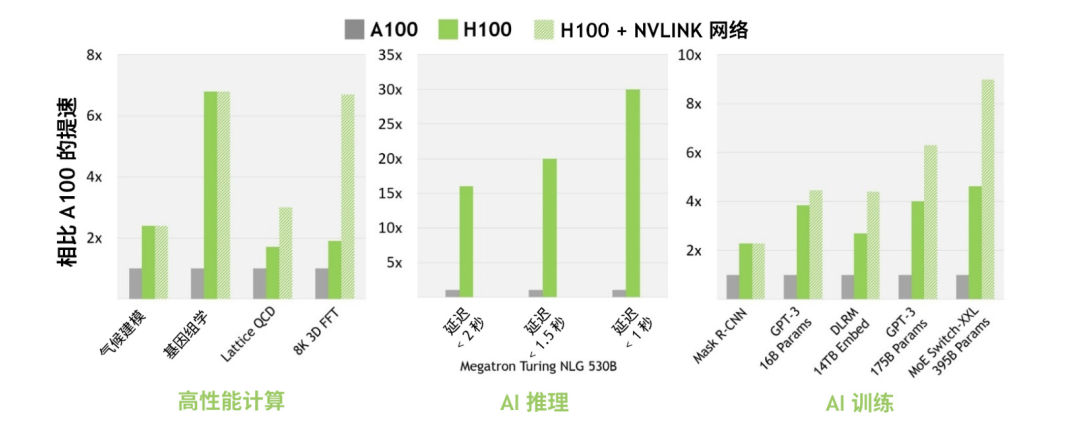 A100 H100 H100 + NVLINK 网络
相比 A100 的提速
8x
6x
4x
2x
气候建模
基因组学
Lattice QCD
8K 3D FFT
高性能计算
35x
30x
25x
20x
15x
10x
5x
延迟
< 2 秒
延迟
< 1.5 秒
延迟
< 1 秒
Megatron Turing NLG 530B
AI 推理
10x
8x
6x
4x
2x
Mask R-CNN
GPT-3
16B Params
DLRM
14TB Embed
GPT-3
175B Params
MoE Switch-XXL
395B Params
AI 训练